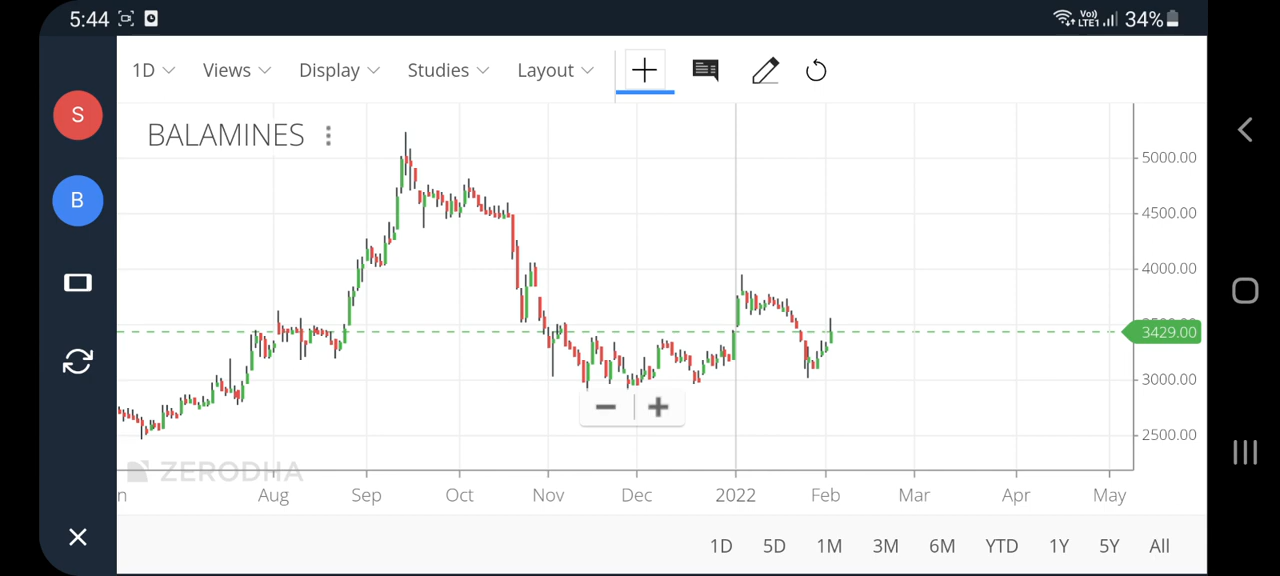 5:44 Vo)) LTE1 34%
1D Views Display Studies Layout
S
BALAMINES
5000.00
B
4500.00
4000.00
3429.00
3000.00
2500.00
ZERODHA
n Aug Sep Oct Nov Dec 2022 Feb Mar Apr May
1D 5D 1M 3M 6M YTD 1Y 5Y All